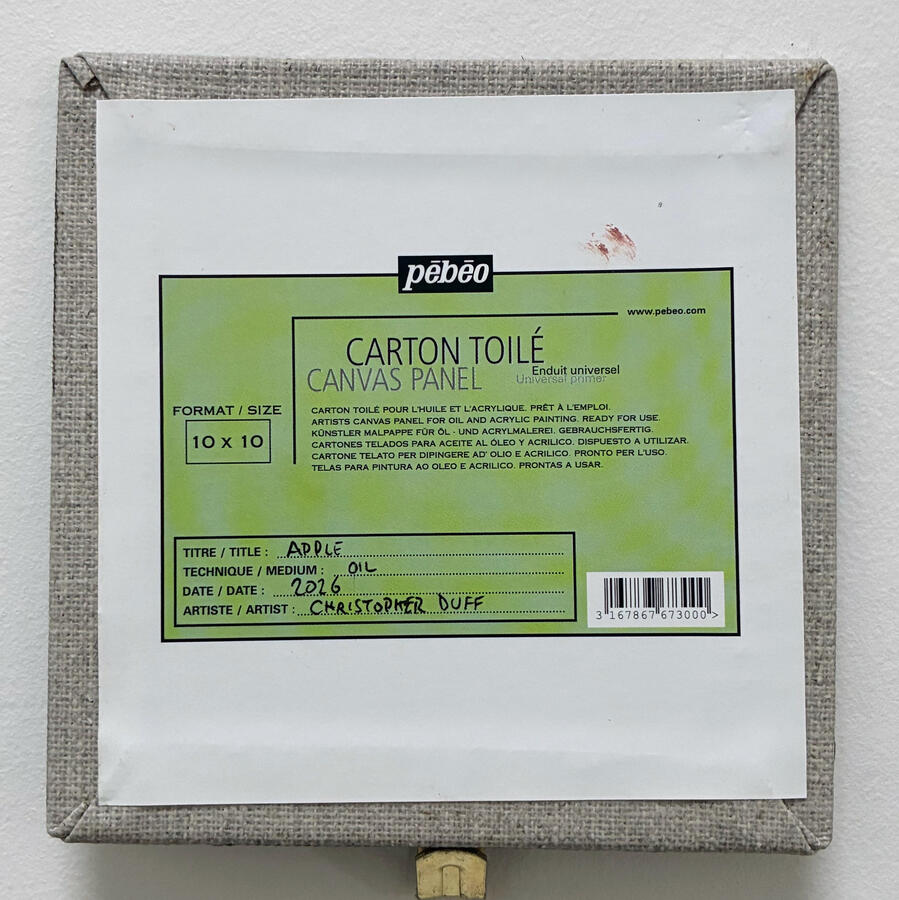 pēbēo
www.pebeo.com
CARTON TOILÉ
CANVAS PANEL
Enduit universel
Universal primer
FORMAT / SIZE
10 x 10
CARTON TOILÉ POUR L'HUILE ET L'ACRYLIQUE. PRÊT À L'EMPLOI.
ARTISTS CANVAS PANEL FOR OIL AND ACRYLIC PAINTING. READY FOR USE.
KÜNSTLER MALPAPPE FÜR ÖL - UND ACRYLMALEREI. GEBRAUCHSFERTIG.
CARTONES TELADOS PARA ACEITE AL ÓLEO Y ACRILICO. DISPUESTO A UTILIZAR.
CARTONE TELATO PER DIPINGERE AD' OLIO E ACRILICO. PRONTO PER L'USO.
TELAS PARA PINTURA AO OLEO E ACRILICO. PRONTAS A USAR.
TITRE / TITLE : APPLE
TECHNIQUE / MEDIUM : OIL
DATE / DATE : 2026
ARTISTE / ARTIST : CHRISTOPHER DUFF
3 167867 673000 >